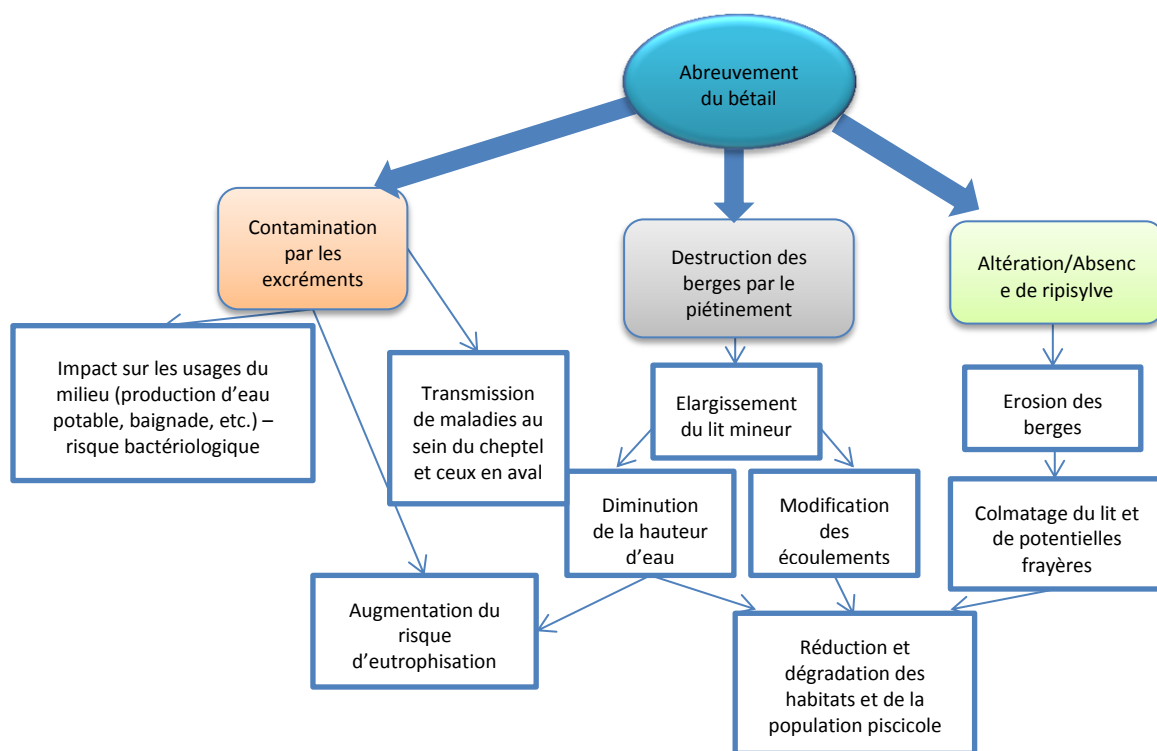 Abreuvement
du bétail
Contamination
par les
excréments
Destruction des
berges par le
piétinement
Altération/Absenc
e de ripisylve
Impact sur les usages du
milieu (production d’eau
potable, baignade, etc.) –
risque bactériologique
Transmission
de maladies au
sein du cheptel
et ceux en aval
Elargissement
du lit mineur
Erosion des
berges
Diminution
de la hauteur
d’eau
Modification
des
écoulements
Colmatage du lit et
de potentielles
frayères
Augmentation du
risque
d’eutrophisation
Réduction et
dégradation des
habitats et de la
population piscicole